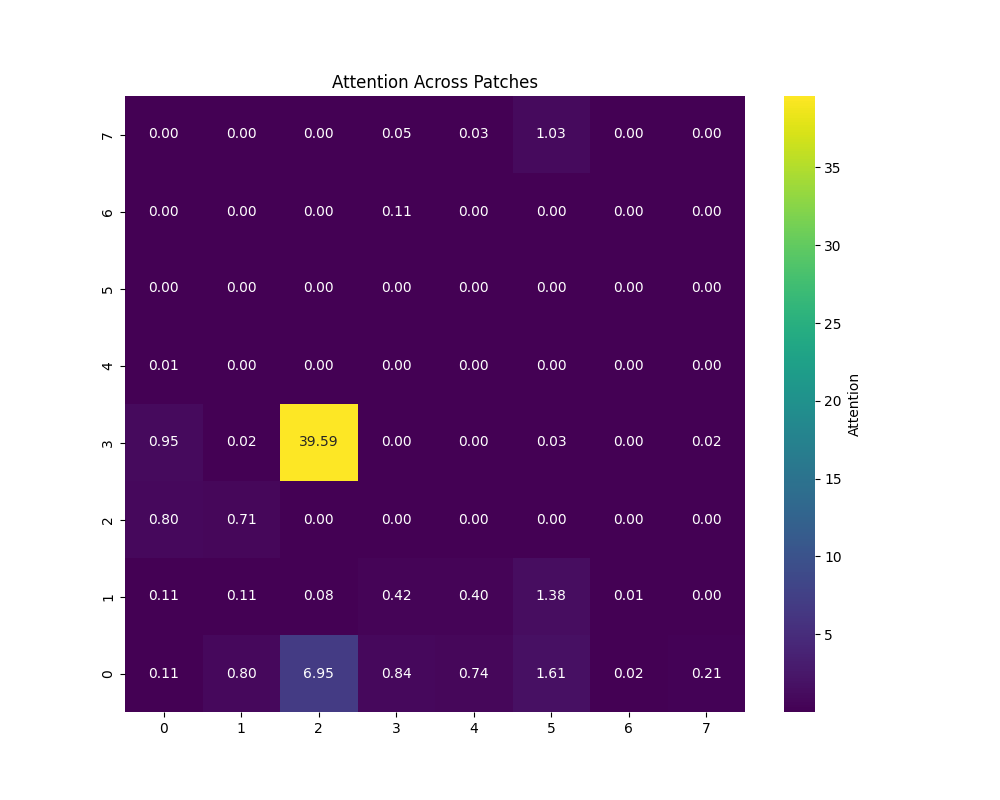 Attention Across Patches
7 0.00 0.00 0.00 0.05 0.03 1.03 0.00 0.00
35
6 0.00 0.00 0.00 0.11 0.00 0.00 0.00 0.00
30
5 0.00 0.00 0.00 0.00 0.00 0.00 0.00 0.00
25
4 0.01 0.00 0.00 0.00 0.00 0.00 0.00 0.00
20
Attention
3 0.95 0.02 39.59 0.00 0.00 0.03 0.00 0.02
15
2 0.80 0.71 0.00 0.00 0.00 0.00 0.00 0.00
10
1 0.11 0.11 0.08 0.42 0.40 1.38 0.01 0.00
5
0 0.11 0.80 6.95 0.84 0.74 1.61 0.02 0.21
0 1 2 3 4 5 6 7